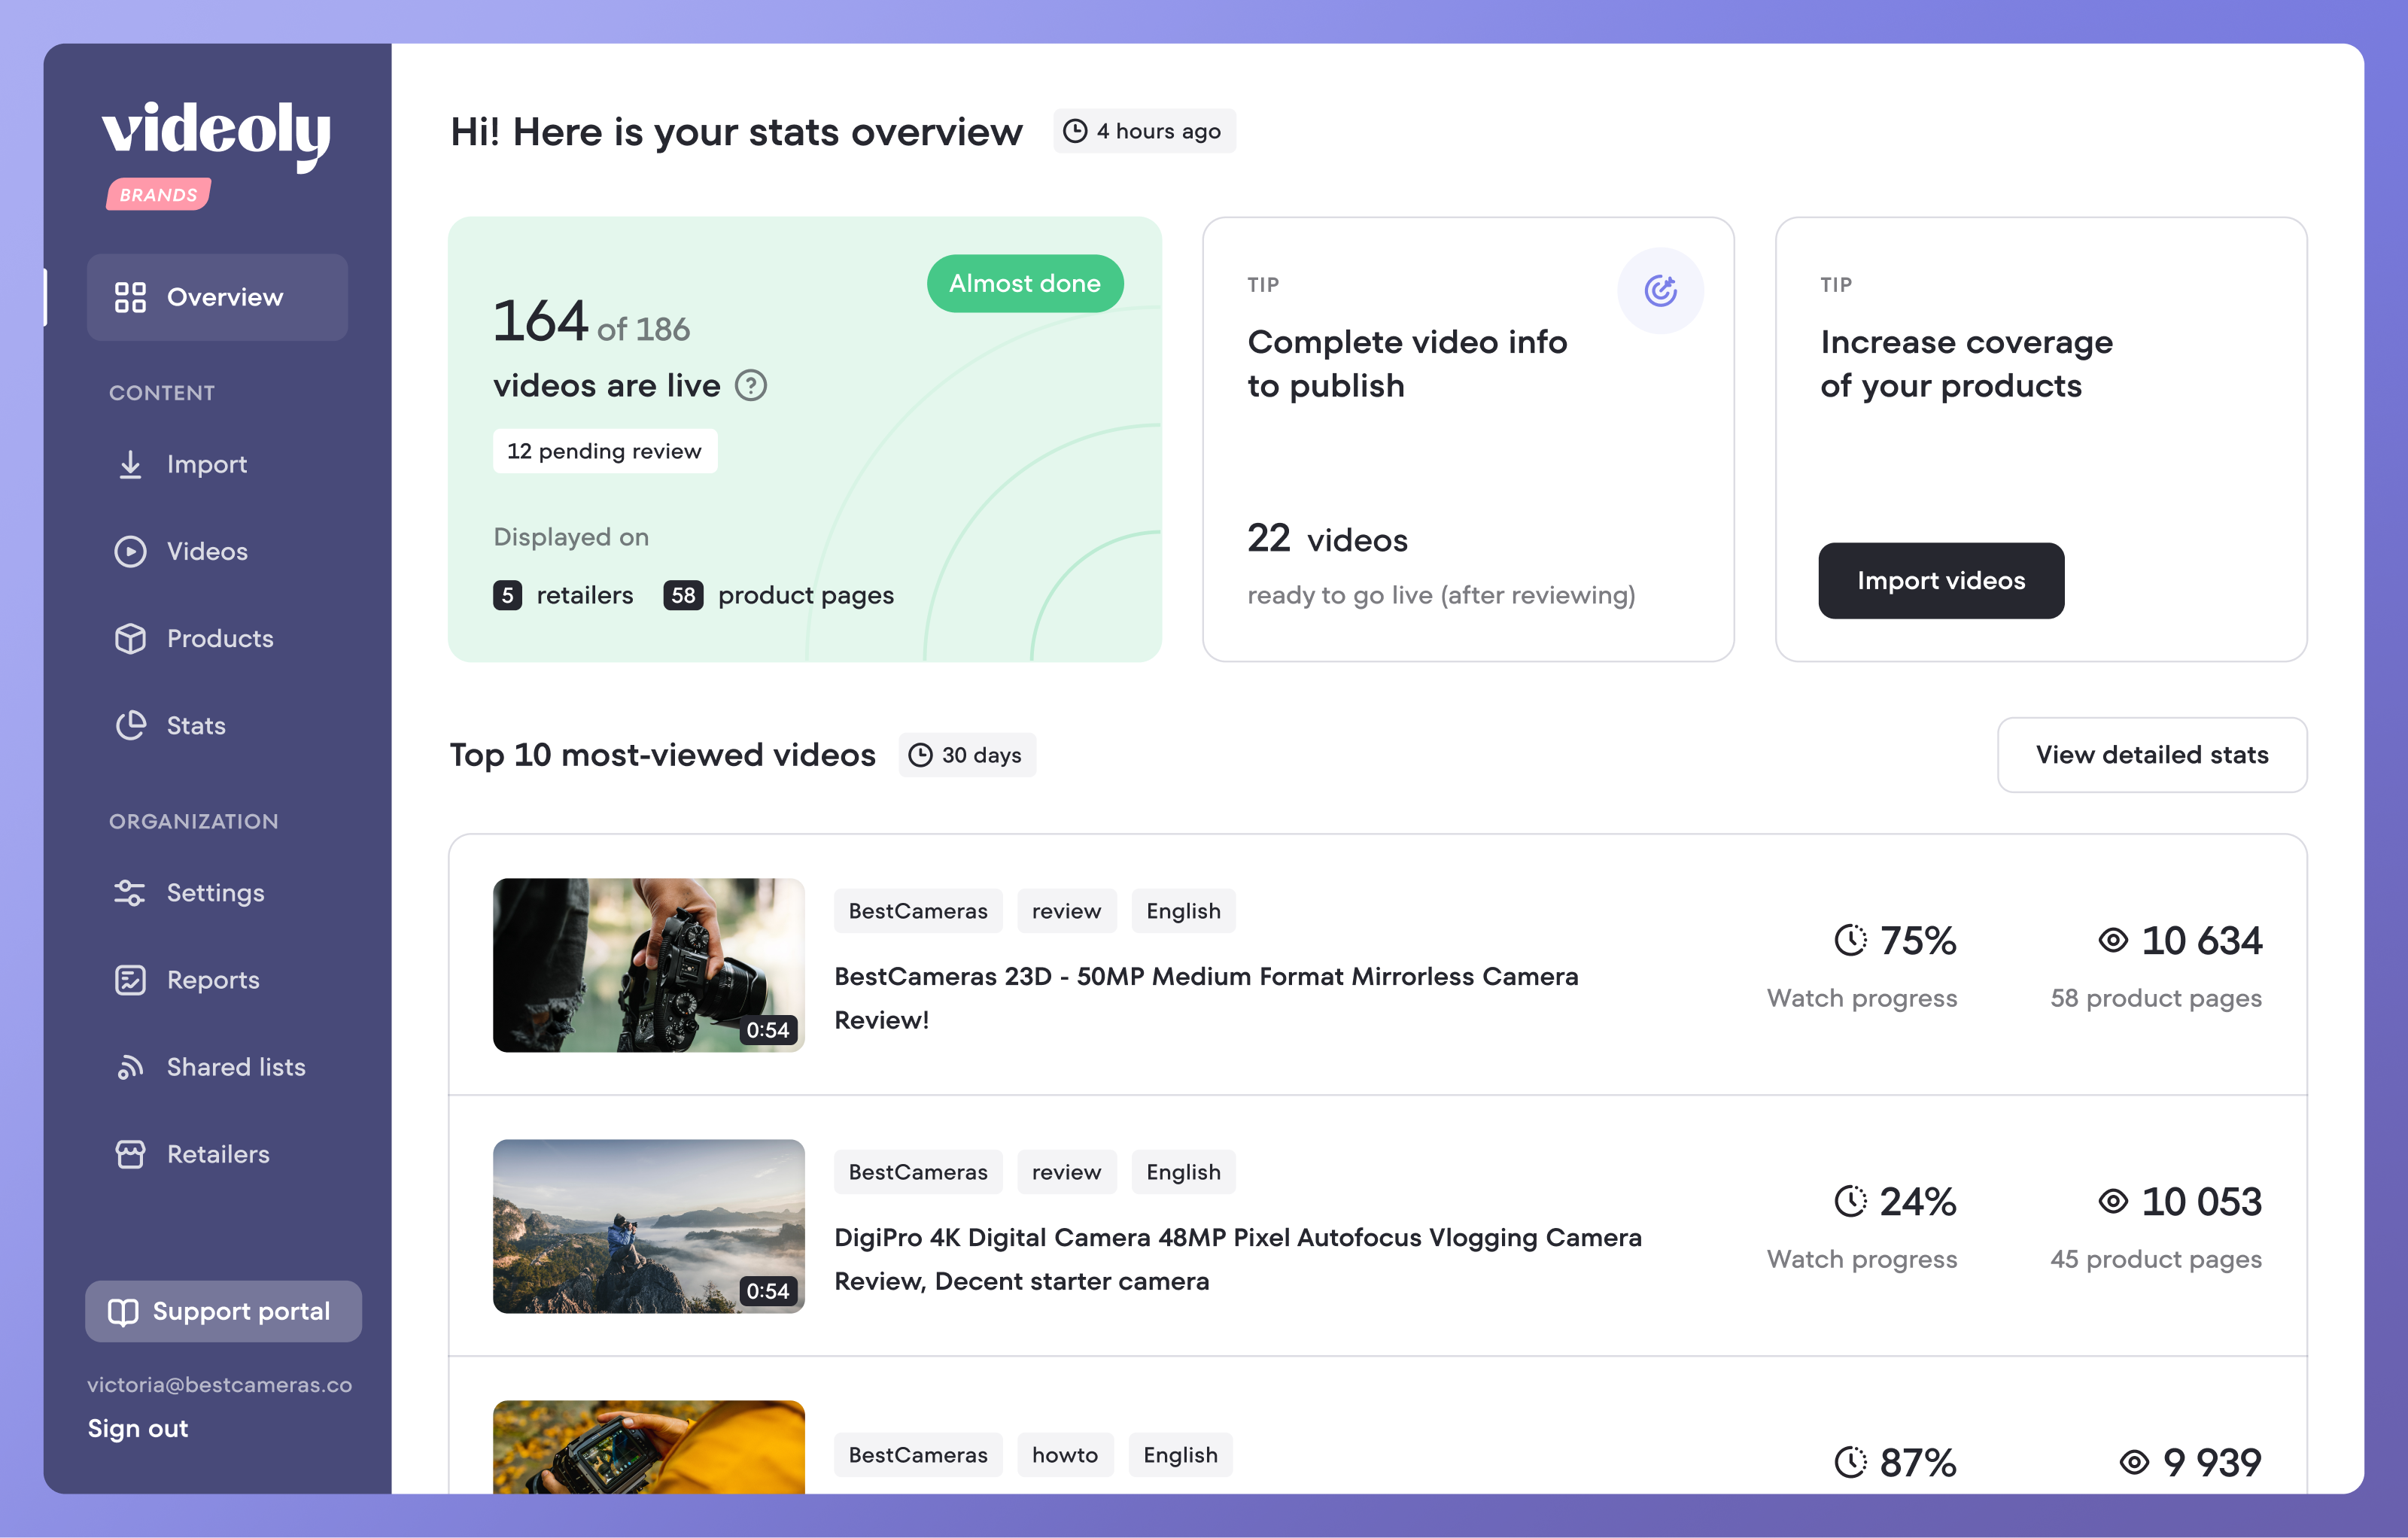 videoly
BRANDS
Overview
CONTENT
Import
Videos
Products
Stats
ORGANIZATION
Settings
Reports
Shared lists
Retailers
Support portal
victoria@bestcameras.co
Sign out
Hi! Here is your stats overview
4 hours ago
Almost done
164 of 186
videos are live ?
12 pending review
Displayed on
5 retailers 58 product pages
TIP
Complete video info
to publish
22 videos
ready to go live (after reviewing)
TIP
Increase coverage
of your products
Import videos
Top 10 most-viewed videos
30 days
View detailed stats
0:54
BestCameras review English
BestCameras 23D - 50MP Medium Format Mirrorless Camera
Review!
75%
Watch progress
10 634
58 product pages
0:54
BestCameras review English
DigiPro 4K Digital Camera 48MP Pixel Autofocus Vlogging Camera
Review, Decent starter camera
24%
Watch progress
10 053
45 product pages
BestCameras howto English
87%
9 939